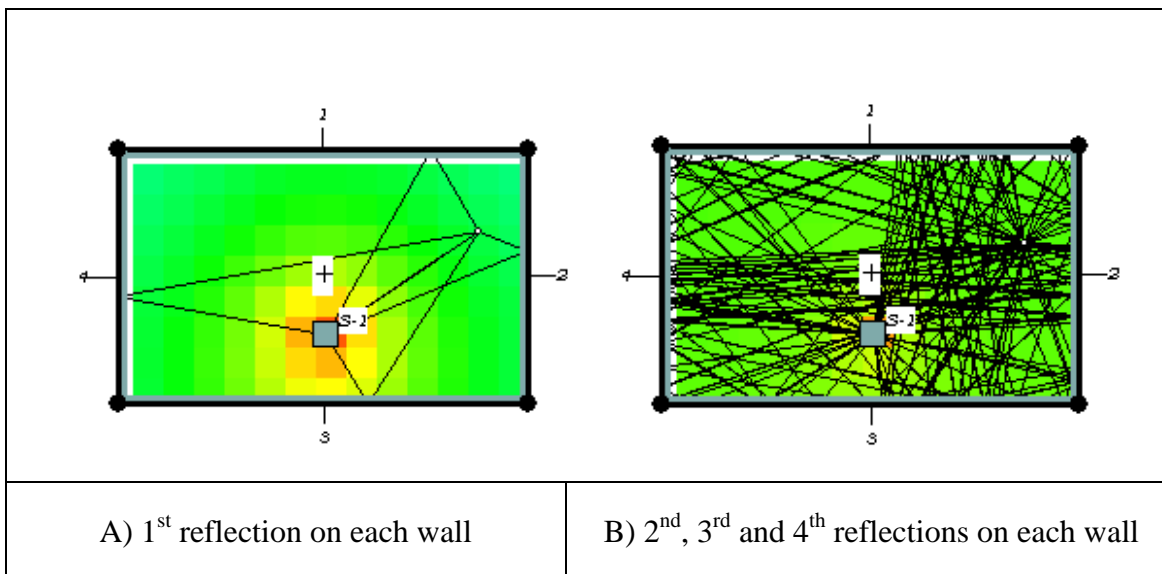 1
1
4
S-1
2
4
S-1
2
3
3
A) 1st reflection on each wall
B) 2nd, 3rd and 4th reflections on each wall